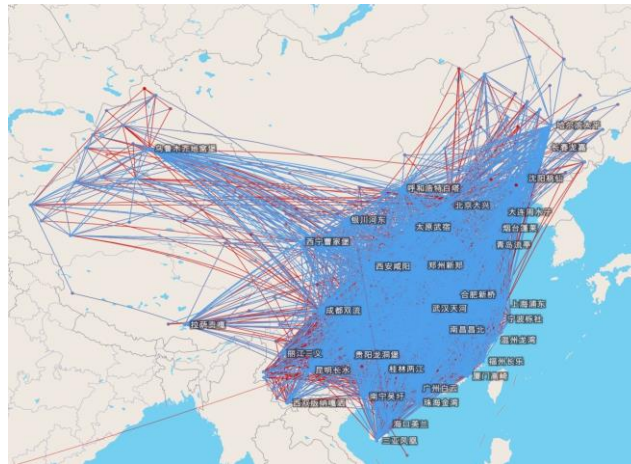 哈尔滨太平
长春龙嘉
乌鲁木齐地窝堡
沈阳桃仙
呼和浩特白塔
北京大兴
大连周水子
银川河东
太原武宿
烟台蓬莱
西宁曹家堡
青岛流亭
西安咸阳
郑州新郑
合肥新桥
成都双流
武汉天河
上海浦东
宁波栎社
拉萨贡嘎
南昌昌北
温州龙湾
丽江三义
贵阳龙洞堡
福州长乐
昆明长水
桂林两江
厦门高崎
广州白云
西双版纳嘎洒
南宁吴圩
珠海金湾
海口美兰
三亚凤凰